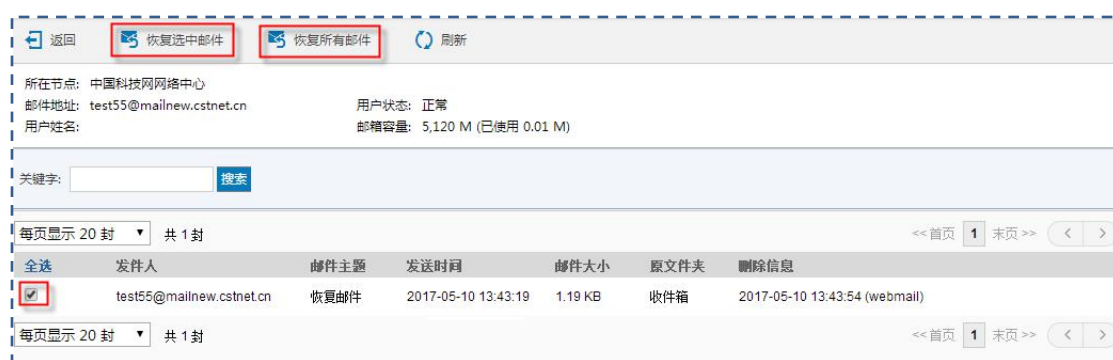 返回 恢复选中邮件 恢复所有邮件 刷新
所在节点: 中国科技网网络中心
邮件地址: test55@mailnew.cstnet.cn 用户状态: 正常
用户姓名: 邮箱容量: 5,120 M (已使用 0.01 M)
关键字: 搜索
每页显示 20 封 ▼ 共 1 封 <<首页 1 末页>> < >
全选 发件人 邮件主题 发送时间 邮件大小 原文件夹 删除信息
test55@mailnew.cstnet.cn 恢复邮件 2017-05-10 13:43:19 1.19 KB 收件箱 2017-05-10 13:43:54 (webmail)
每页显示 20 封 ▼ 共 1 封 <<首页 1 末页>> < >